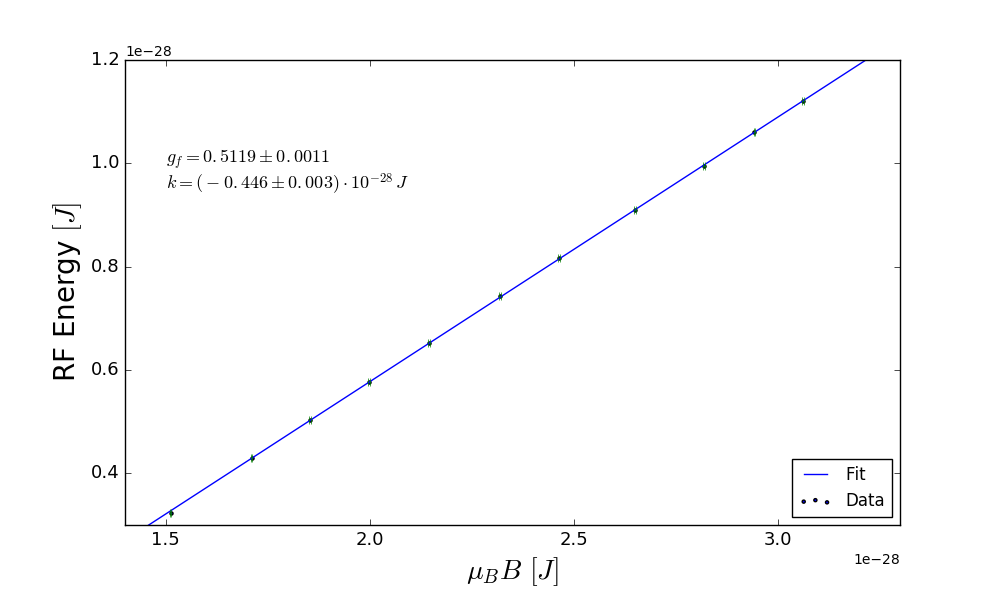 1e−28
1.2
1.0
0.8
0.6
0.4
RF Energy [J]
g_f = 0.5119 ± 0.0011
k = (−0.446 ± 0.003) · 10^{−28} J
Fit
Data
1.5 2.0 2.5 3.0
1e−28
μ_B B [J]